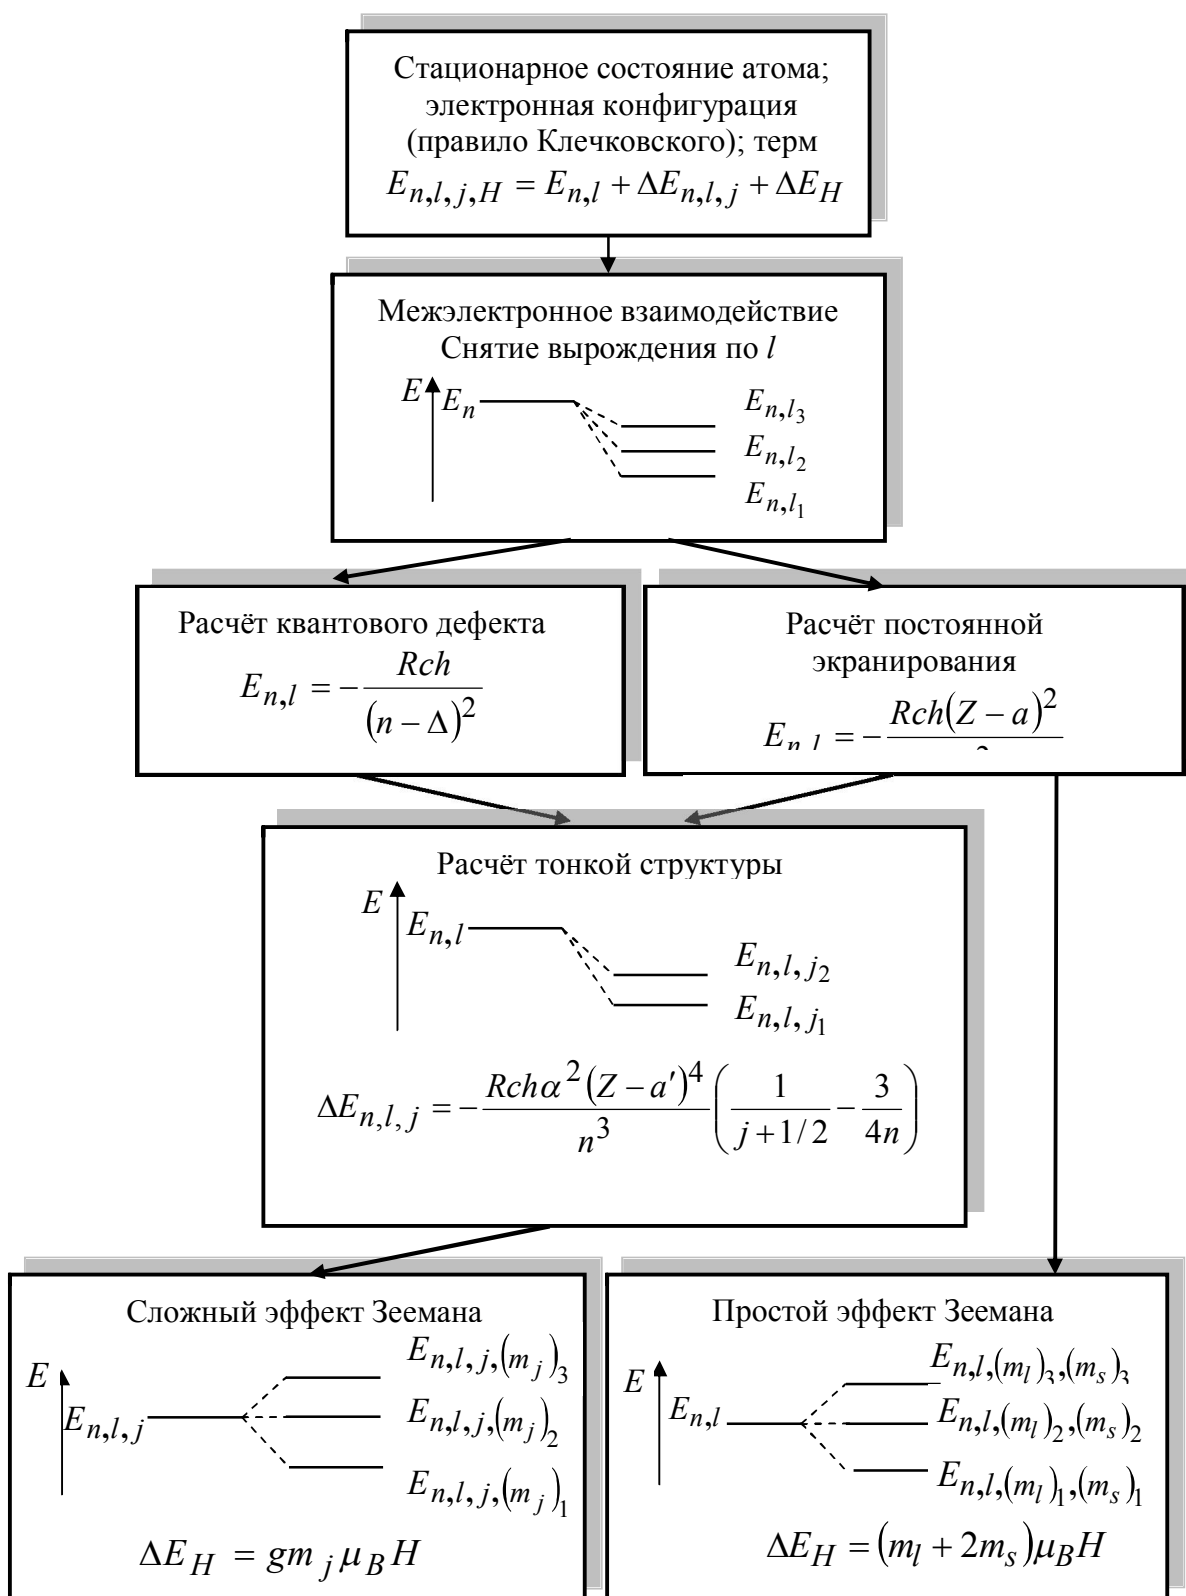 Стационарное состояние атома;
электронная конфигурация
(правило Клечковского); терм
E_{n,l,j,H} = E_{n,l} + ΔE_{n,l,j} + ΔE_H
Межэлектронное взаимодействие
Снятие вырождения по l
E E_n
E_{n,l_3}
E_{n,l_2}
E_{n,l_1}
Расчёт квантового дефекта
E_{n,l} = - Rch / (n - Δ)^2
Расчёт постоянной
экранирования
E_{n,l} = - Rch(Z - a)^2
Расчёт тонкой структуры
E E_{n,l}
E_{n,l,j_2}
E_{n,l,j_1}
ΔE_{n,l,j} = - Rchα^2(Z - a′)^4 / n^3 (1 / (j + 1/2) - 3 / 4n)
Сложный эффект Зеемана
E E_{n,l,j}
E_{n,l,j,(m_j)_3}
E_{n,l,j,(m_j)_2}
E_{n,l,j,(m_j)_1}
ΔE_H = gm_jμ_BH
Простой эффект Зеемана
E E_{n,l}
E_{n,l,(m_l)_3,(m_s)_3}
E_{n,l,(m_l)_2,(m_s)_2}
E_{n,l,(m_l)_1,(m_s)_1}
ΔE_H = (m_l + 2m_s)μ_BH